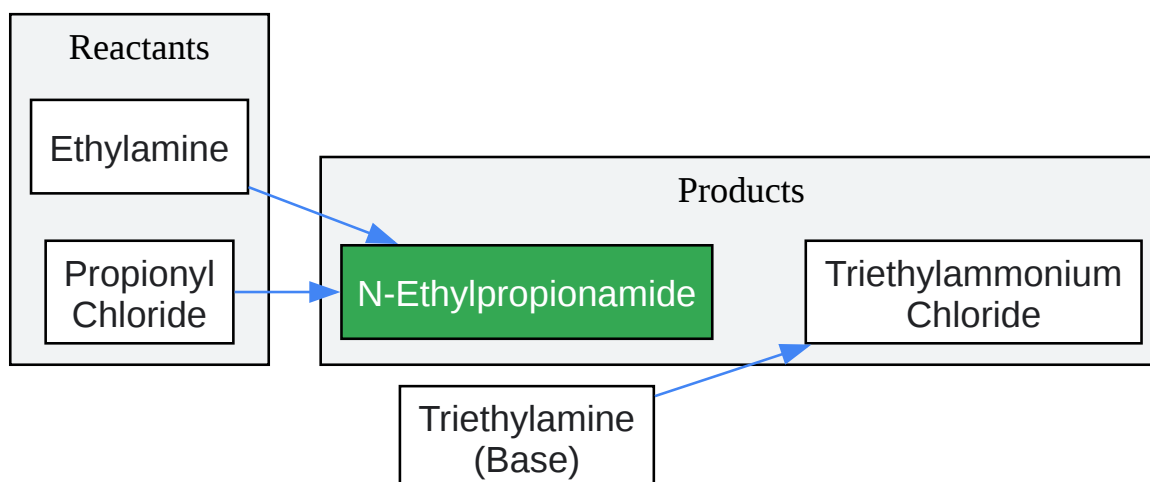 Reactants
Ethylamine
Propionyl
Chloride
Products
N-Ethylpropionamide
Triethylammonium
Chloride
Triethylamine
(Base)